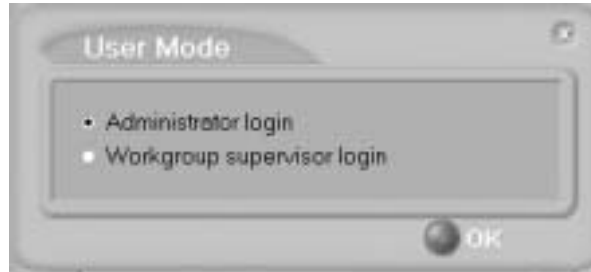 User Mode
Administrator login
Workgroup supervisor login
OK